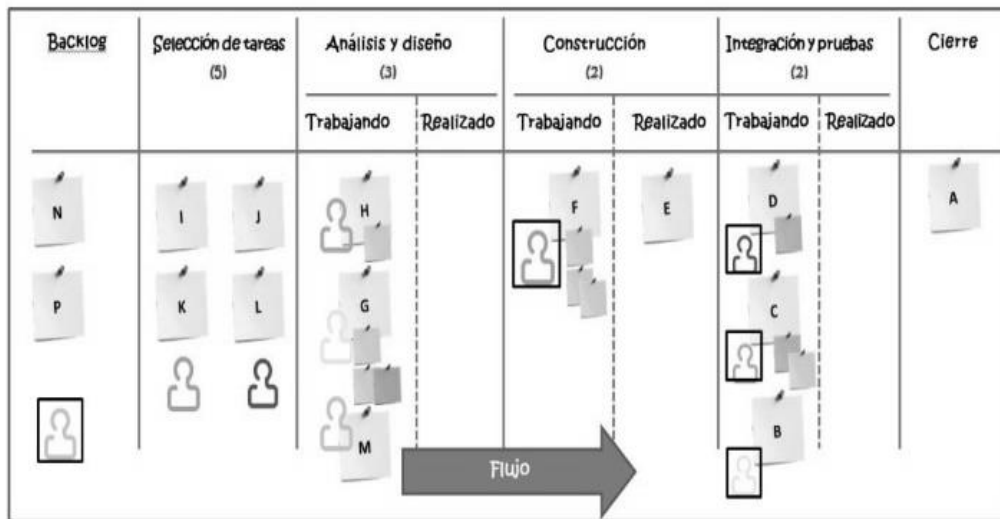 Backlog
Selección de tareas
(5)
Análisis y diseño
(3)
Construcción
(2)
Integración y pruebas
(2)
Cierre
Trabajando
Realizado
Trabajando
Realizado
Trabajando
Realizado
N
I
J
H
F
E
D
A
P
K
L
G
C
M
B
Flujo